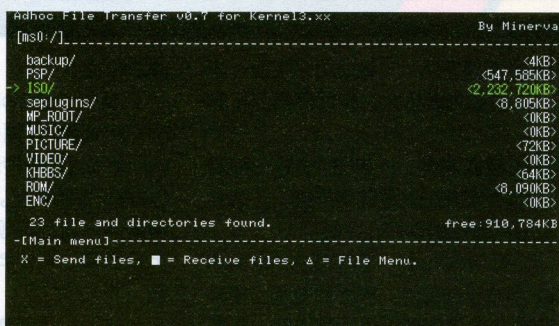 Adhoc File Transfer v0.7 for Kernel3.xx
By Minerva
[ms0:/]
backup/ <4KB>
PSP/ <547,585KB>
-> ISO/ <2,232,720KB>
seplugins/ <8,805KB>
MP_ROOT/ <0KB>
MUSIC/ <0KB>
PICTURE/ <72KB>
VIDEO/ <0KB>
KHBBS/ <64KB>
ROM/ <8,090KB>
ENC/ <0KB>
23 file and directories found. free:910,784KB
-[Main menu]-
X = Send files, ■ = Receive files, △ = File Menu.